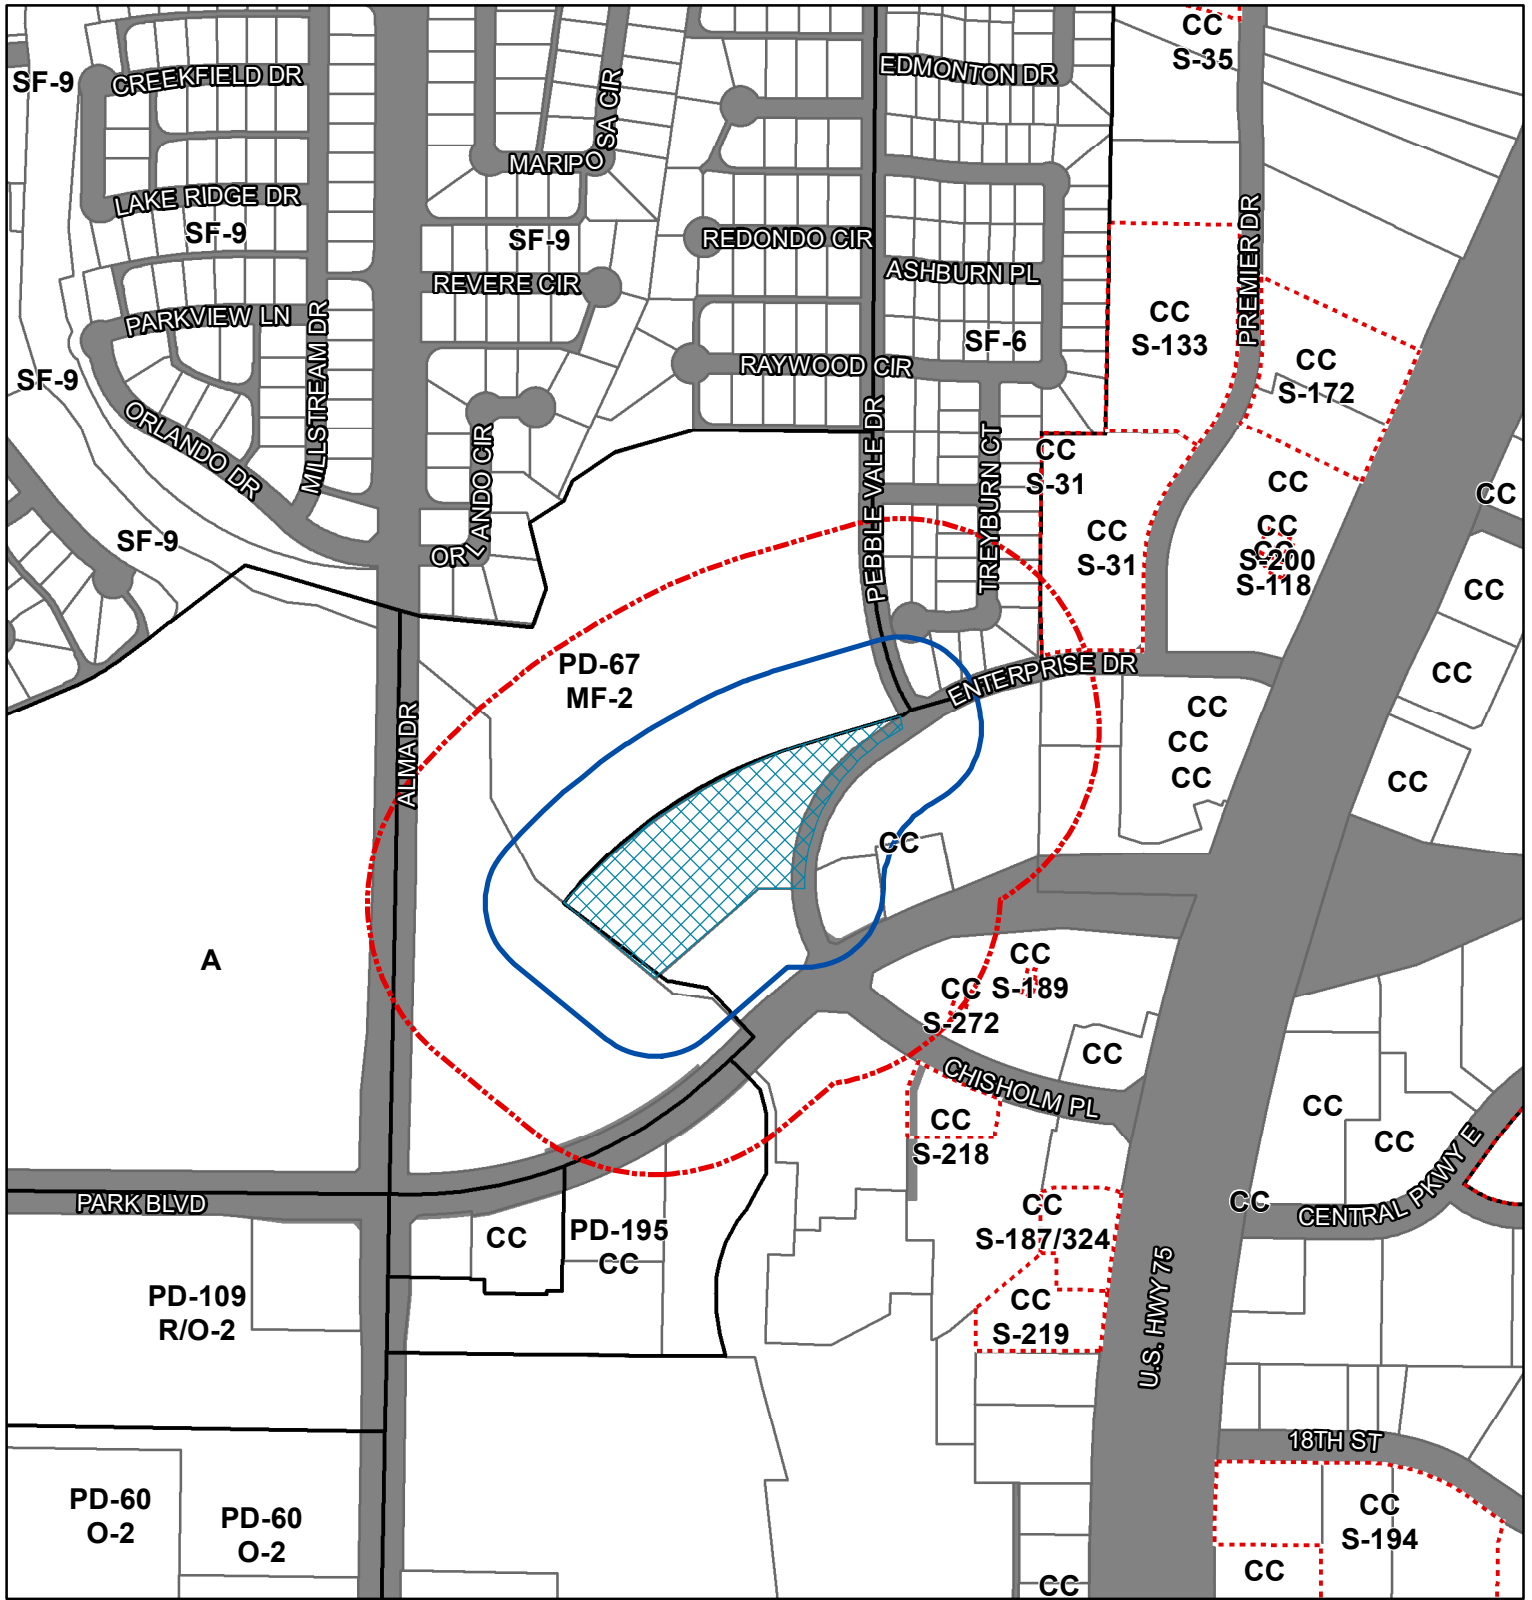 CC
S-35
EDMONTON DR
SF-9
CREEKFIELD DR
MARIPOSA CIR
LAKE RIDGE DR
SF-9
SF-9
REDONDO CIR
PREMIER DR
REVERE CIR
ASHBURN PL
PARKVIEW LN
MILLSTREAM DR
CC
S-133
SF-6
SF-9
RAYWOOD CIR
CC
S-172
ORLANDO DR
ORLANDO CIR
PEBBLE VALE DR
TREYBURN CT
CC
S-31
CC
CC
CC
S-31
CC
CC
S-200
S-118
SF-9
CC
PD-67
MF-2
ENTERPRISE DR
CC
ALMA DR
CC
CC
CC
CC
CC
A
CC
S-189
CC
S-272
CC
CHISHOLM PL
CC
S-218
CC
CC
CENTRAL PKWY E
PARK BLVD
CC
PD-195
CC
CC
S-187/324
CC
PD-109
R/O-2
CC
S-219
U.S. HWY 75
18TH ST
PD-60
O-2
PD-60
O-2
CC
S-194
CC
CC